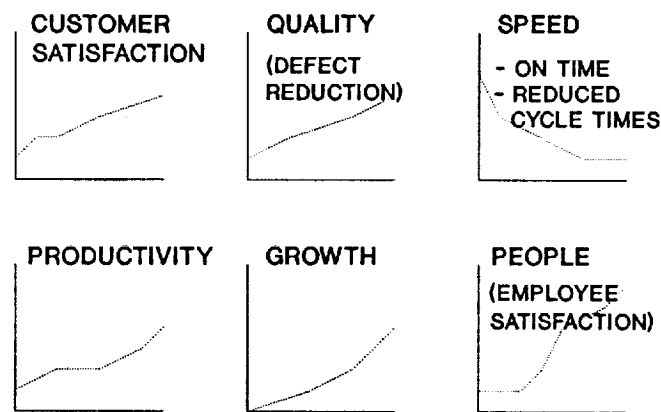 CUSTOMER
SATISFACTION
QUALITY
(DEFECT
REDUCTION)
SPEED
- ON TIME
- REDUCED
CYCLE TIMES
PRODUCTIVITY
GROWTH
PEOPLE
(EMPLOYEE
SATISFACTION)